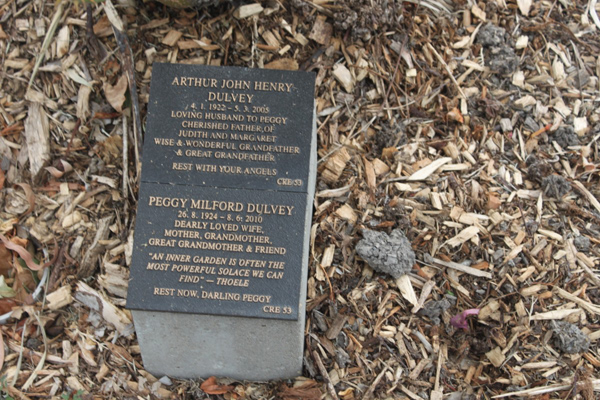 ARTHUR JOHN HENRY
DULVEY
4. 1. 1922 – 5. 3. 2005
LOVING HUSBAND TO PEGGY
CHERISHED FATHER OF
JUDITH AND MARGARET
WISE & WONDERFUL GRANDFATHER
& GREAT GRANDFATHER
REST WITH YOUR ANGELS
CRE 53
PEGGY MILFORD DULVEY
26. 8. 1924 – 8. 6. 2010
DEARLY LOVED WIFE,
MOTHER, GRANDMOTHER,
GREAT GRANDMOTHER & FRIEND
"AN INNER GARDEN IS OFTEN THE
MOST POWERFUL SOLACE WE CAN
FIND." — THOELE
REST NOW, DARLING PEGGY
CRE 53